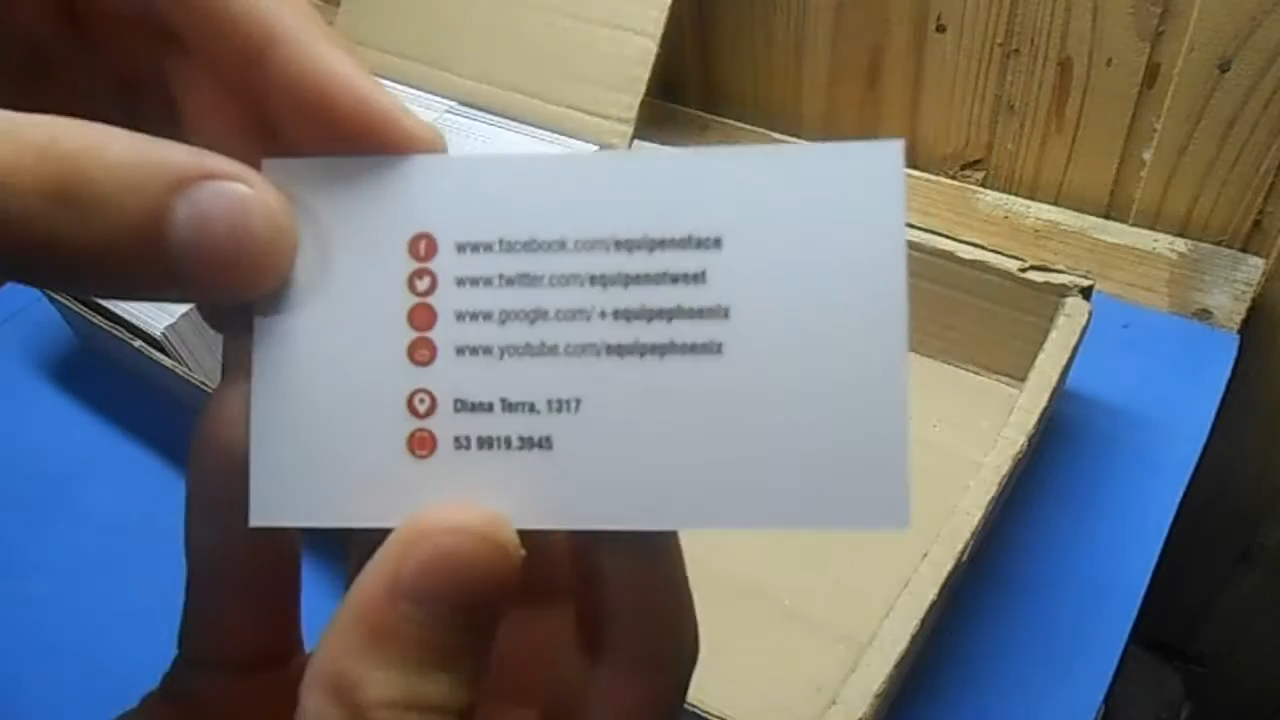 www.facebook.com/equipenoface
www.twitter.com/equipenotweet
www.google.com/+equipephoenix
www.youtube.com/equipephoenix
Diana Terra, 1317
53 9919.3945